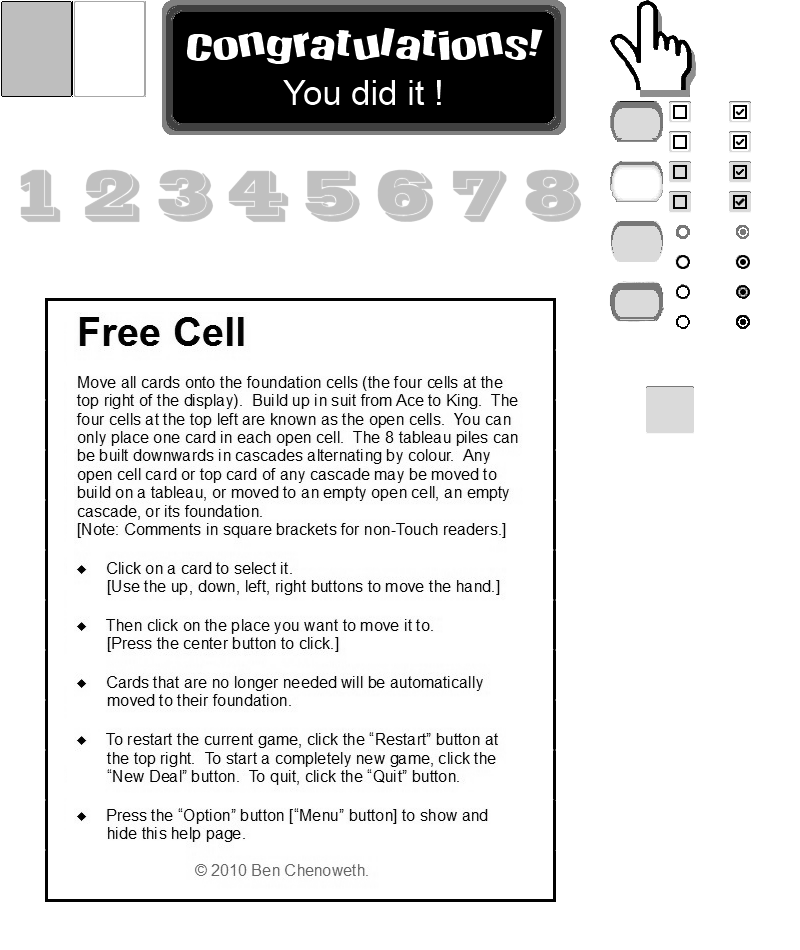 Congratulations!
You did it !
1 2 3 4 5 6 7 8
Free Cell
Move all cards onto the foundation cells (the four cells at the
top right of the display).  Build up in suit from Ace to King.  The
four cells at the top left are known as the open cells.  You can
only place one card in each open cell.  The 8 tableau piles can
be built downwards in cascades alternating by colour.  Any
open cell card or top card of any cascade may be moved to
build on a tableau, or moved to an empty open cell, an empty
cascade, or its foundation.
[Note: Comments in square brackets for non-Touch readers.]
◆ Click on a card to select it.
[Use the up, down, left, right buttons to move the hand.]
◆ Then click on the place you want to move it to.
[Press the center button to click.]
◆ Cards that are no longer needed will be automatically
moved to their foundation.
◆ To restart the current game, click the “Restart” button at
the top right.  To start a completely new game, click the
“New Deal” button.  To quit, click the “Quit” button.
◆ Press the “Option” button [“Menu” button] to show and
hide this help page.
© 2010 Ben Chenoweth.